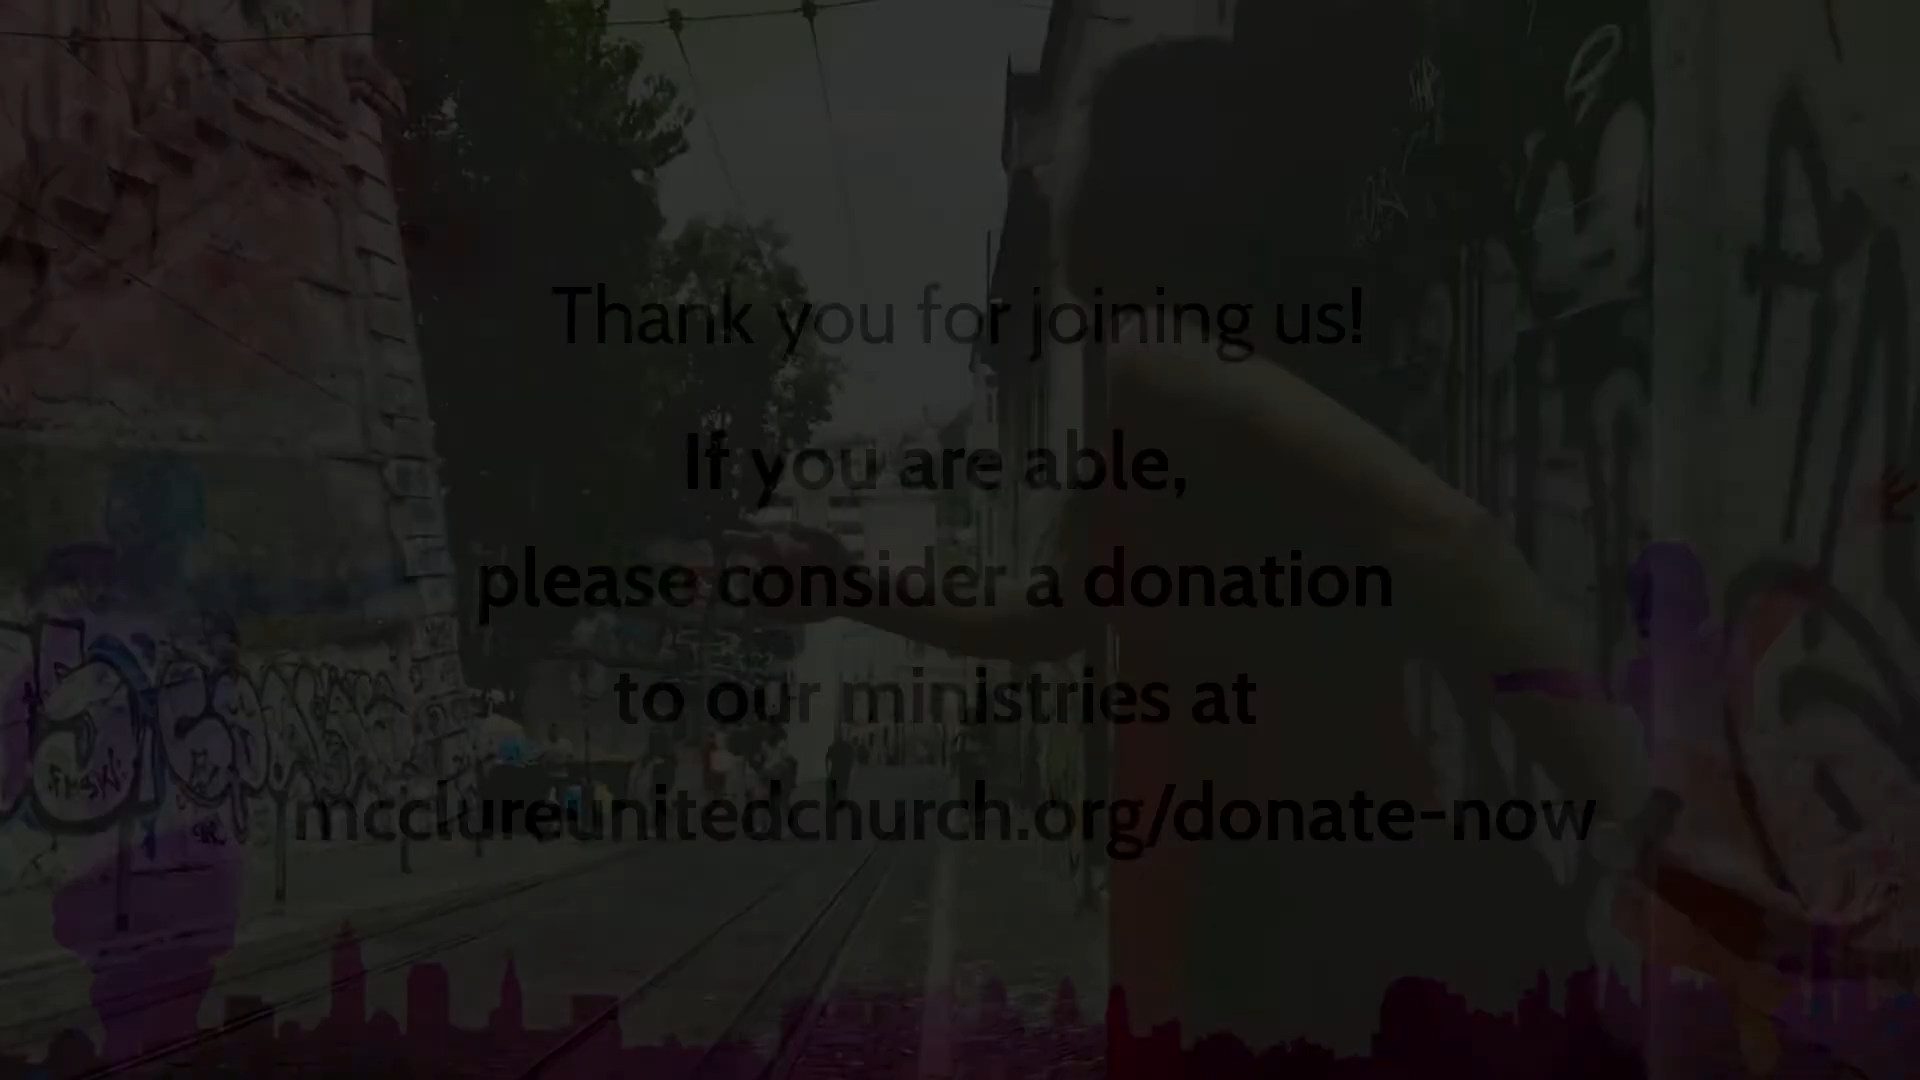 Thank you for joining us!
If you are able,
please consider a donation
to our ministries at
mcclureunitedchurch.org/donate-now